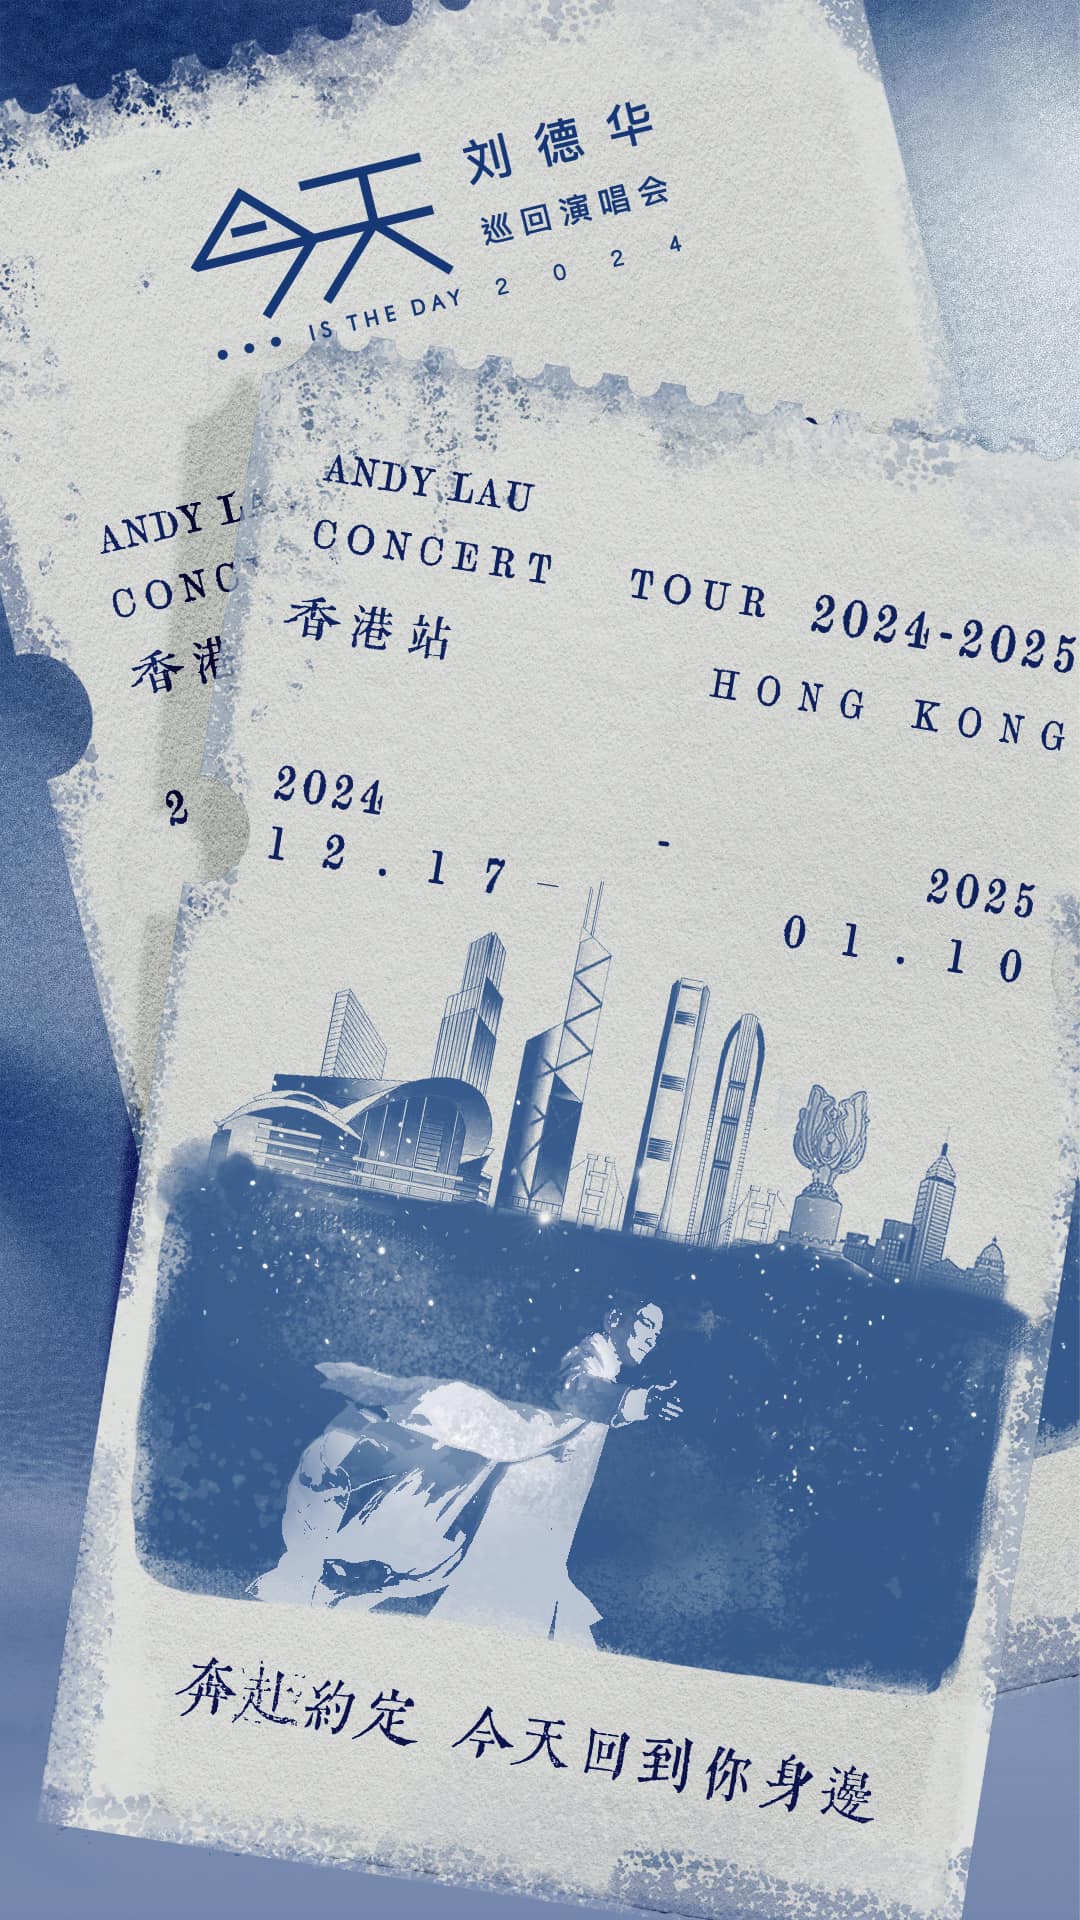 刘德华
今天
巡回演唱会
... IS THE DAY 2024
ANDY LA
CONC
香港
2
ANDY LAU
CONCERT TOUR 2024-2025
香港站
HONG KONG
2024 - 2025
12.17- 01.10
奔赴約定 今天回到你身邊